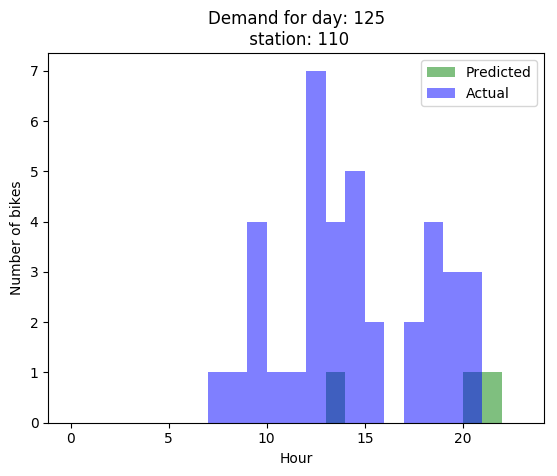 Demand for day: 125
station: 110
Predicted
Actual
Number of bikes
7
6
5
4
3
2
1
0
0 5 10 15 20
Hour